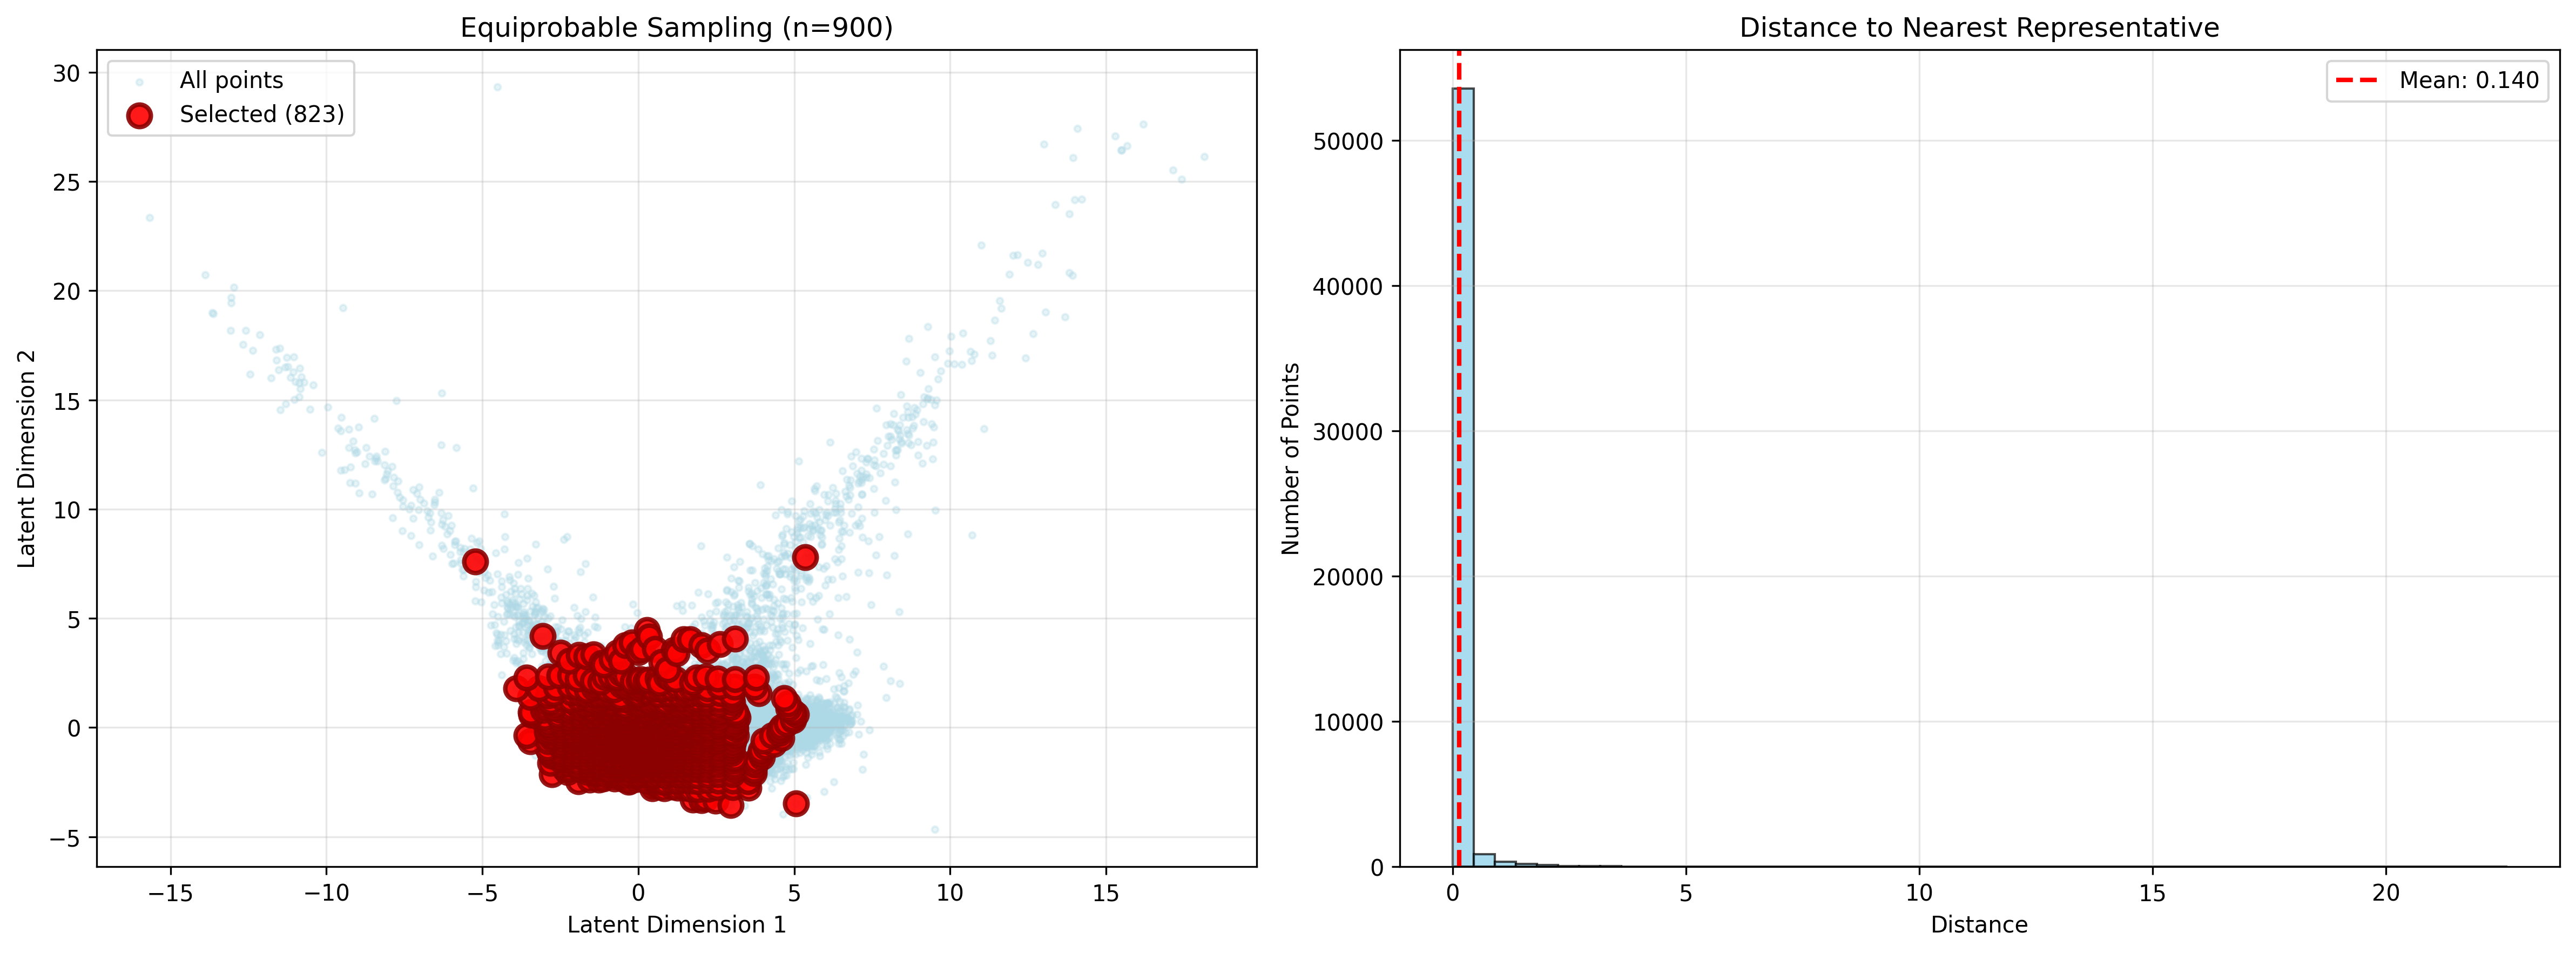 Equiprobable Sampling (n=900)
All points
Selected (823)
30
25
20
15
10
5
0
−5
−15
−10
−5
0
5
10
15
Latent Dimension 1
Latent Dimension 2
Distance to Nearest Representative
Mean: 0.140
50000
40000
30000
20000
10000
0
0
5
10
15
20
Distance
Number of Points